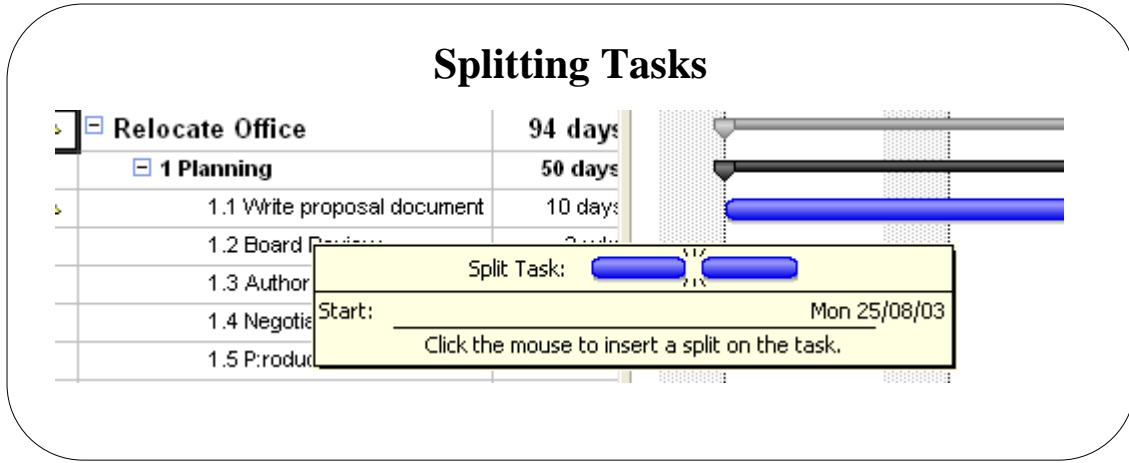 Splitting Tasks
Relocate Office 94 days
1 Planning 50 days
1.1 Write proposal document 10 days
1.2 Board
Split Task:
1.3 Author
Start: Mon 25/08/03
1.4 Negotia
Click the mouse to insert a split on the task.
1.5 P:roduc